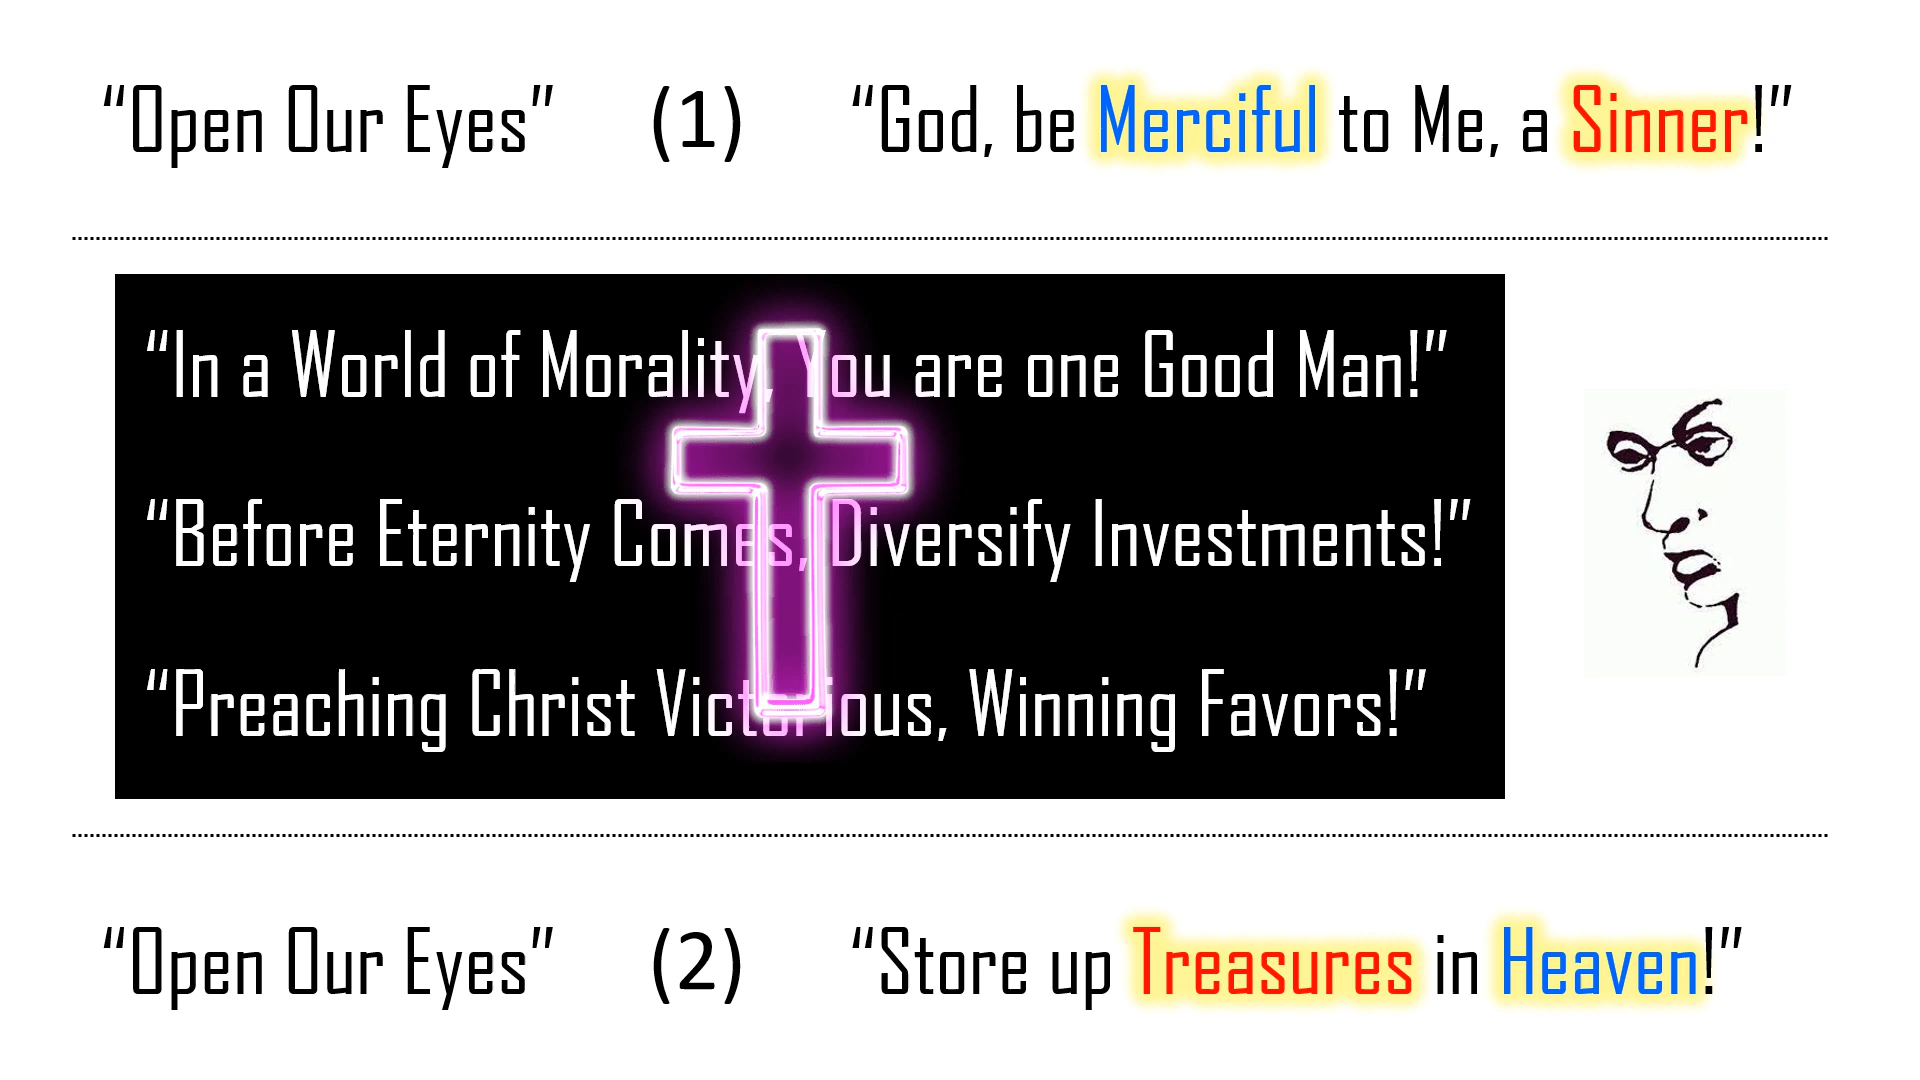 “Open Our Eyes” (1) “God, be Merciful to Me, a Sinner!”
“In a World of Morality, You are one Good Man!”
“Before Eternity Comes, Diversify Investments!”
“Preaching Christ Victorious, Winning Favors!”
“Open Our Eyes” (2) “Store up Treasures in Heaven!”